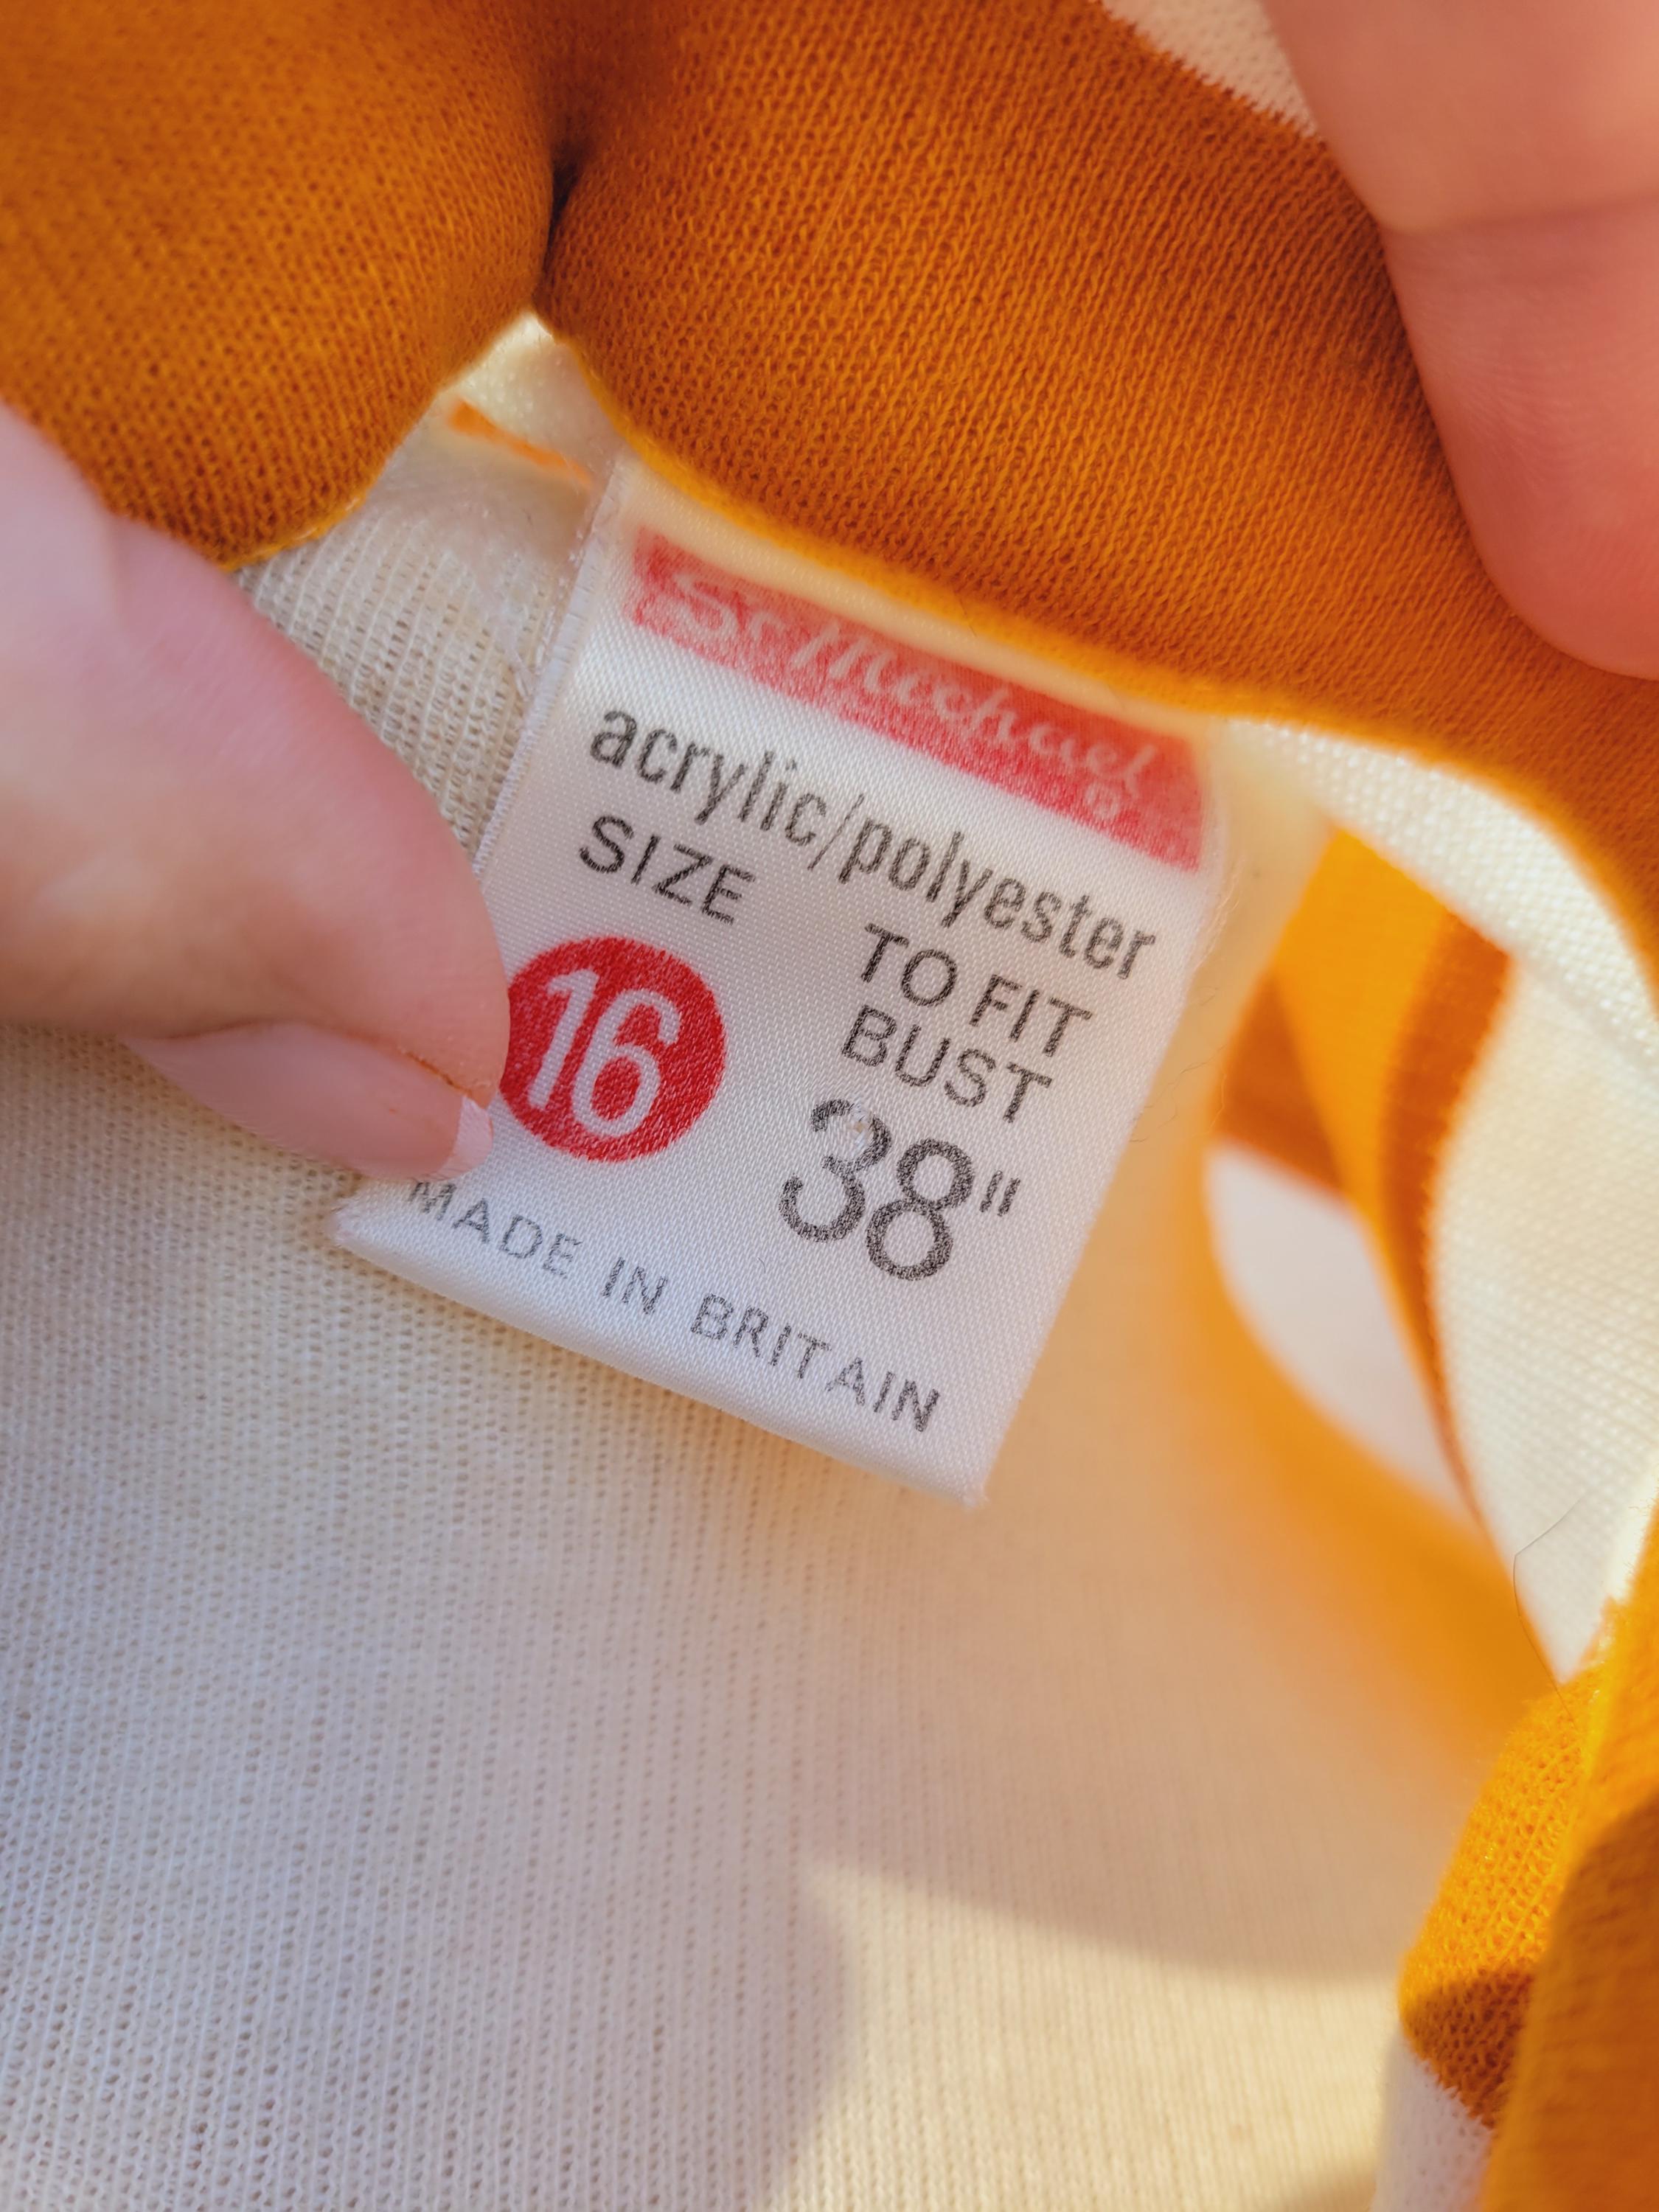 St Michael
®
acrylic/polyester
SIZE
16
TO FIT
BUST
38"
MADE IN BRITAIN